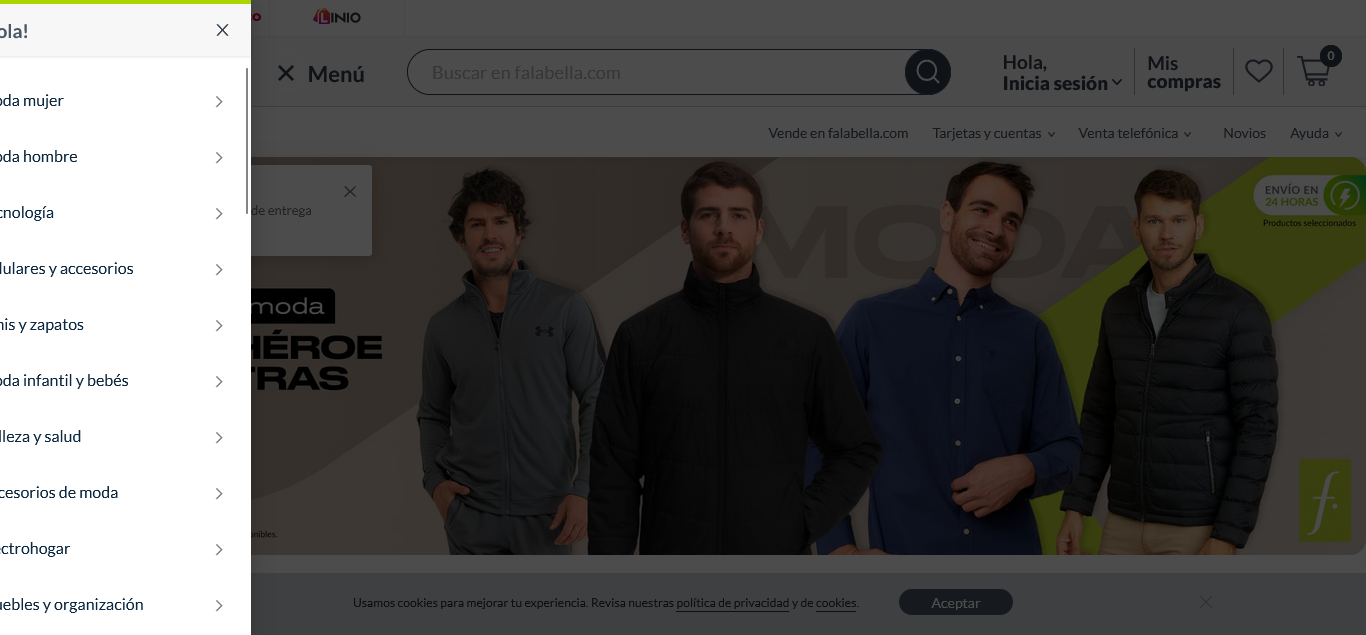 LINIO
ola!
Menú
Buscar en falabella.com
Hola,
Inicia sesión
Mis
compras
0
Vende en falabella.com
Tarjetas y cuentas
Venta telefónica
Novios
Ayuda
oda mujer
oda hombre
cnología
lulares y accesorios
nis y zapatos
oda infantil y bebés
lleza y salud
cesorios de moda
ectrohogar
uebles y organización
de entrega
moda
HÉROE
TRAS
onibles.
MODA
ENVÍO EN
24 HORAS
Productos seleccionados
f.
Usamos cookies para mejorar tu experiencia. Revisa nuestras política de privacidad y de cookies.
Aceptar